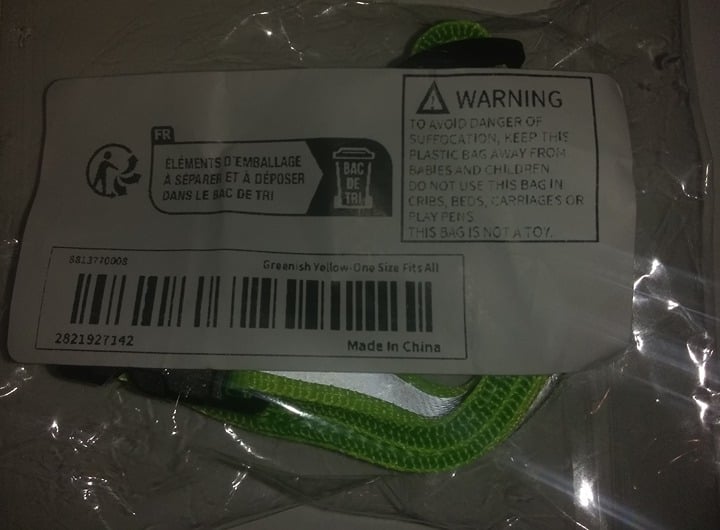 FR
ÉLÉMENTS D'EMBALLAGE
À SÉPARER ET À DÉPOSER
DANS LE BAC DE TRI
BAC
DE
TRI
WARNING
TO AVOID DANGER OF
SUFFOCATION, KEEP THIS
PLASTIC BAG AWAY FROM
BABIES AND CHILDREN
DO NOT USE THIS BAG IN
CRIBS, BEDS, CARRIAGES OR
PLAY PENS.
THIS BAG IS NOT A TOY.
8813770008
Greenish Yellow-One Size Fits All
2821927142
Made In China